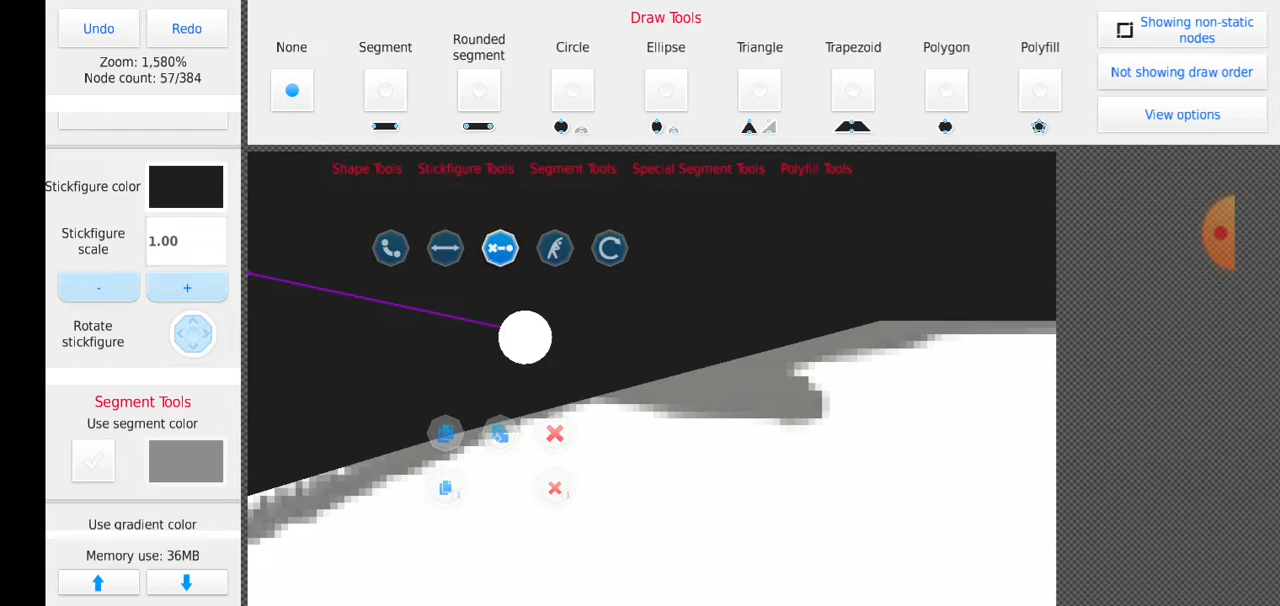 Undo
Redo
Zoom: 1,580%
Node count: 57/384
Stickfigure color
Stickfigure scale
1.00
-
+
Rotate stickfigure
Segment Tools
Use segment color
Use gradient color
Memory use: 36MB
Draw Tools
None
Segment
Rounded segment
Circle
Ellipse
Triangle
Trapezoid
Polygon
Polyfill
Showing non-static nodes
Not showing draw order
View options
Shape Tools
Stickfigure Tools
Segment Tools
Special Segment Tools
Polyfill Tools
1
1